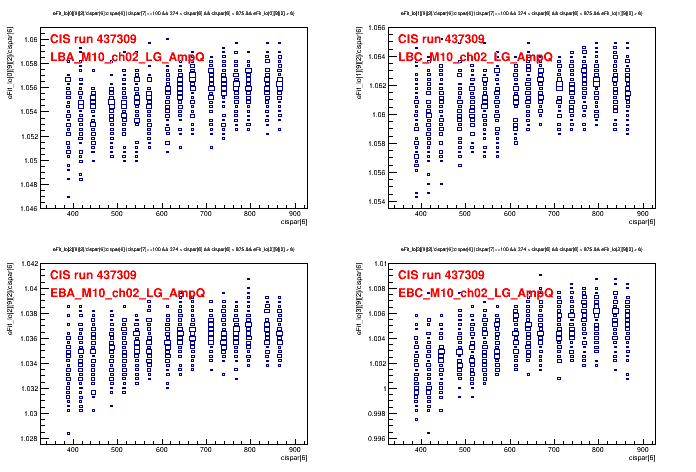 CIS run 437309
LBA_M10_ch02_LG_AmpQ
1.06
1.058
1.056
1.054
1.052
1.05
1.048
1.046
400 500 600 700 800 900
cispar[6]
CIS run 437309
LBC_M10_ch02_LG_AmpQ
1.066
1.064
1.062
1.06
1.058
1.056
1.054
400 500 600 700 800 900
cispar[6]
CIS run 437309
EBA_M10_ch02_LG_AmpQ
1.042
1.04
1.038
1.036
1.034
1.032
1.03
1.028
400 500 600 700 800 900
cispar[6]
CIS run 437309
EBC_M10_ch02_LG_AmpQ
1.01
1.008
1.006
1.004
1.002
1
0.998
0.996
400 500 600 700 800 900
cispar[6]